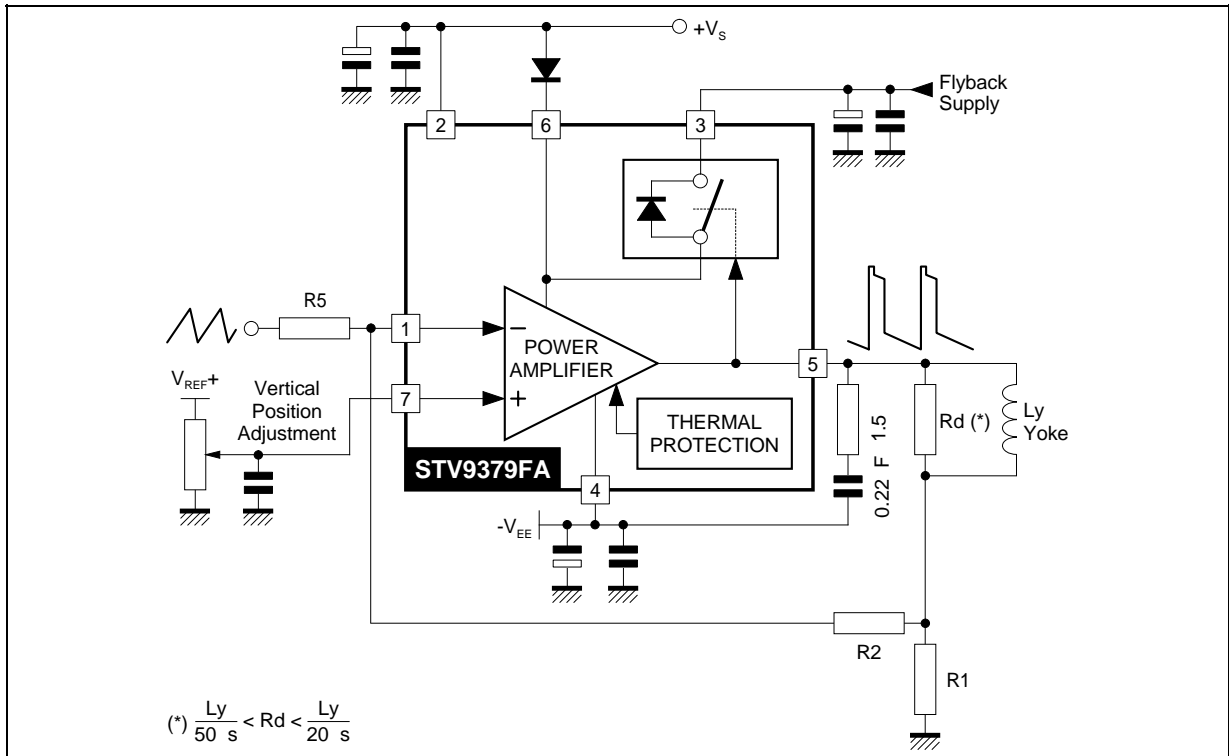 +VS
Flyback
Supply
2
6
3
R5
1
POWER
AMPLIFIER
5
VREF+
Vertical
Position
Adjustment
7
THERMAL
PROTECTION
Rd (*)
Ly
Yoke
0.22 F 1.5
STV9379FA
4
-VEE
R2
R1
(*) Ly/50 s < Rd < Ly/20 s